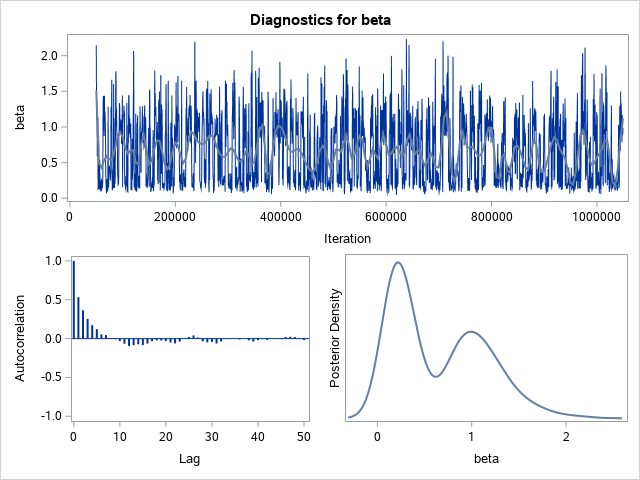 Diagnostics for beta
beta
2.0
1.5
1.0
0.5
0.0
0 200000 400000 600000 800000 1000000
Iteration
Autocorrelation
1.0
0.5
0.0
-0.5
-1.0
0 10 20 30 40 50
Lag
Posterior Density
0 1 2
beta